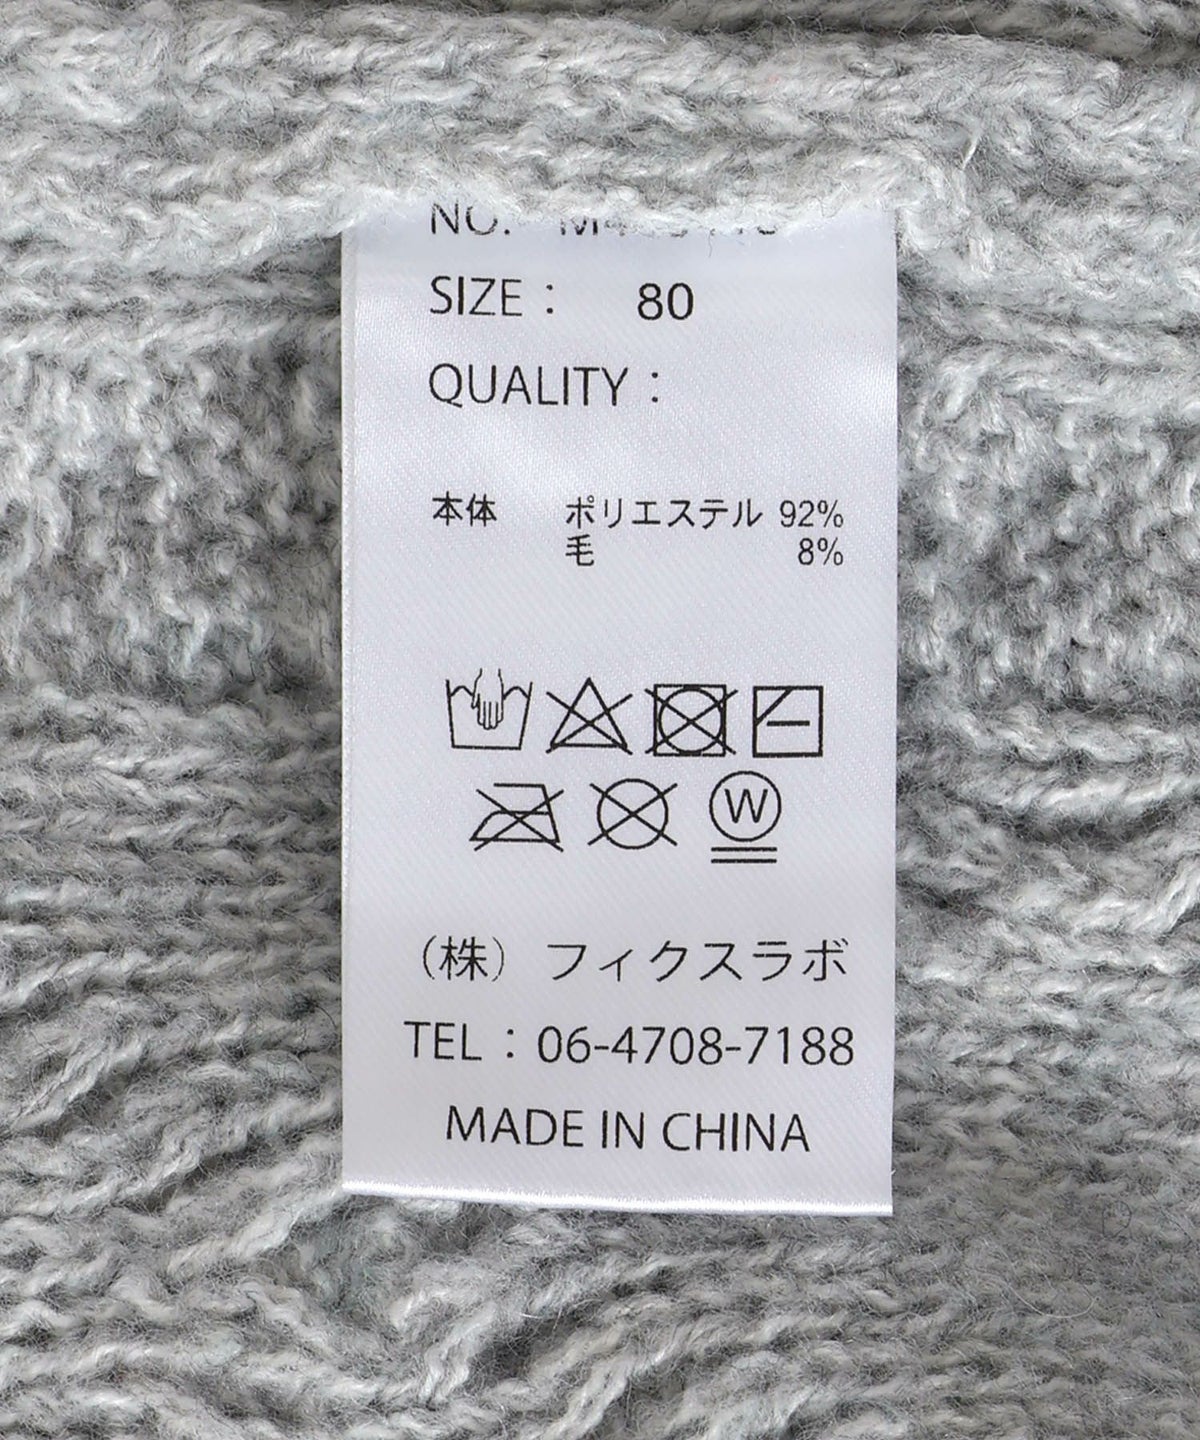 NO.
SIZE : 80
QUALITY :
本体 ポリエステル 92%
毛 8%
W
(株) フィクスラボ
TEL : 06-4708-7188
MADE IN CHINA